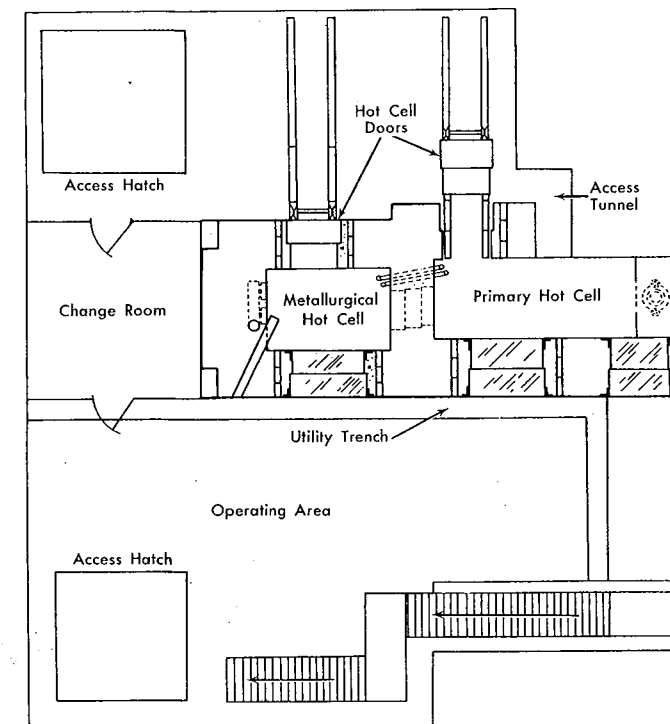 Hot Cell
Doors
Access Hatch
Access
Tunnel
Change Room
Metallurgical
Hot Cell
Primary Hot Cell
Utility Trench
Operating Area
Access Hatch